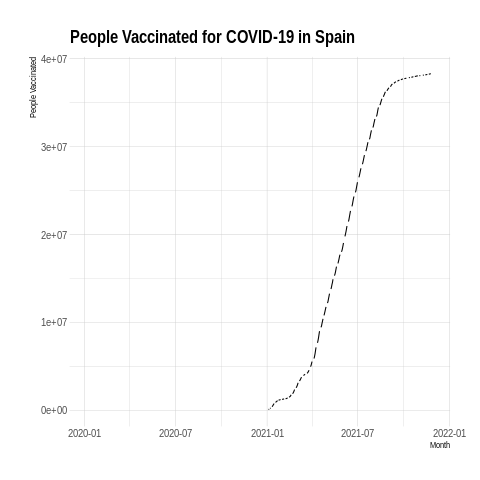 People Vaccinated for COVID-19 in Spain
People Vaccinated
4e+07
3e+07
2e+07
1e+07
0e+00
2020-01 2020-07 2021-01 2021-07 2022-01
Month